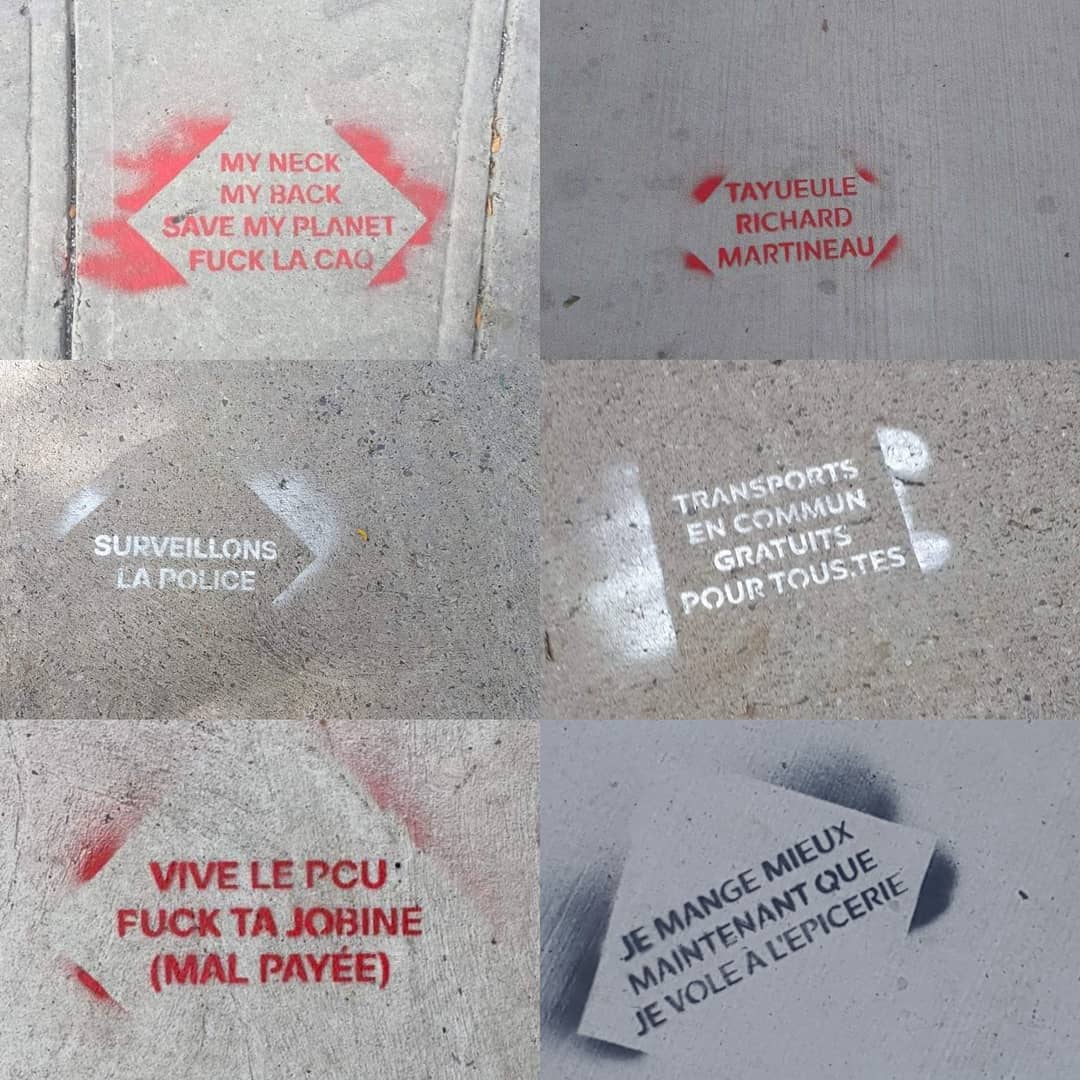 MY NECK
MY BACK
SAVE MY PLANET
FUCK LA CAQ
TAYUEULE
RICHARD
MARTINEAU
SURVEILLONS
LA POLICE
TRANSPORTS
EN COMMUN
GRATUITS
POUR TOUS.TES
VIVE LE PCU
FUCK TA JOBINE
(MAL PAYÉE)
JE MANGE MIEUX
MAINTENANT QUE
JE VOLE À L'EPICERIE